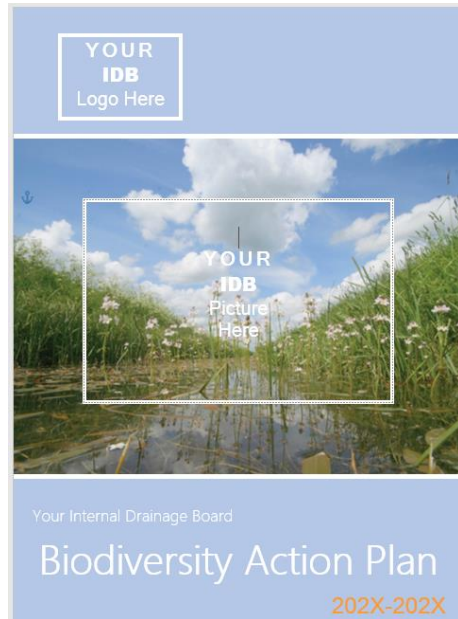 YOUR
IDB
Logo Here
YOUR
IDB
Picture
Here
Your Internal Drainage Board
Biodiversity Action Plan
202X-202X